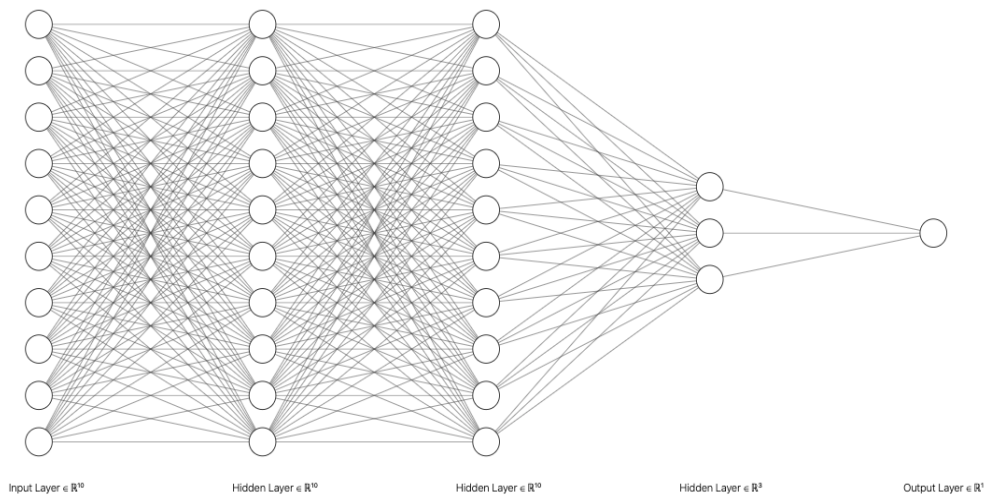 Input Layer ∈ ℝ¹⁰
Hidden Layer ∈ ℝ¹⁰
Hidden Layer ∈ ℝ¹⁰
Hidden Layer ∈ ℝ³
Output Layer ∈ ℝ¹